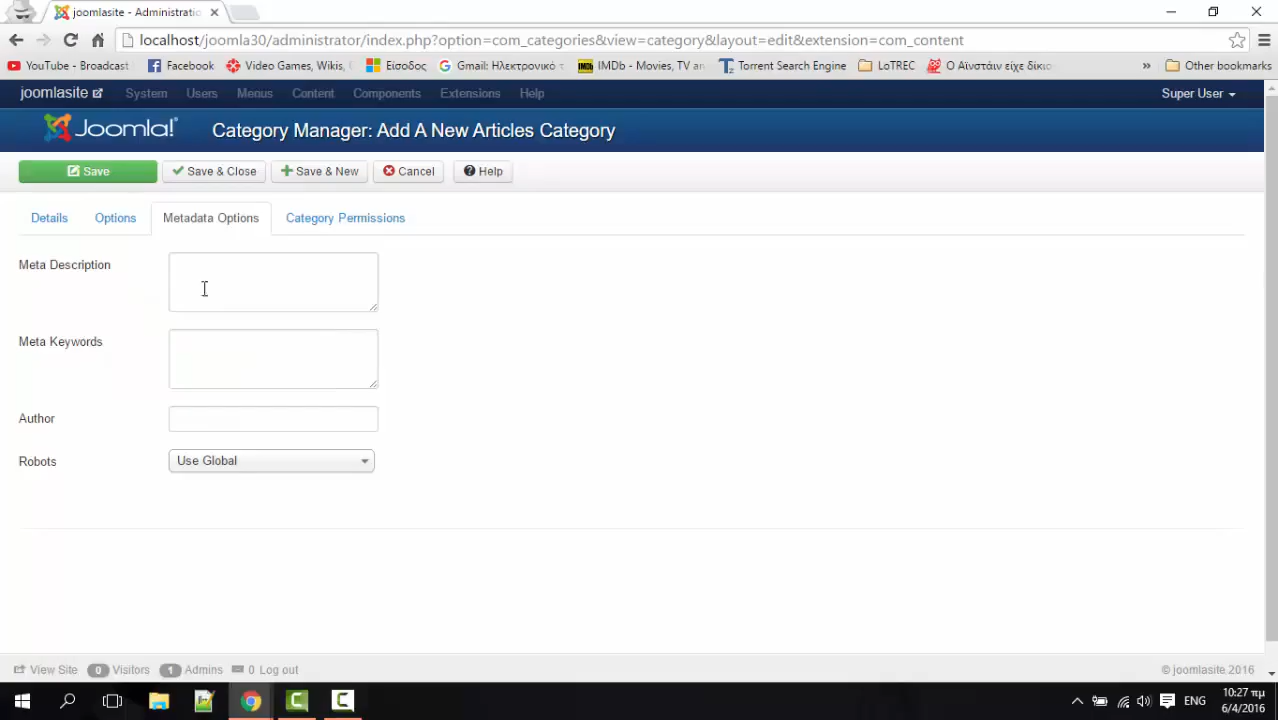 joomlasite - Administratio
localhost/joomla30/administrator/index.php?option=com_categories&view=category&layout=edit&extension=com_content
YouTube - Broadcast Facebook Video Games, Wikis, Είσοδος Gmail: Ηλεκτρονικό τ IMDb - Movies, TV an Torrent Search Engine LoTREC Ο Αϊνστάιν είχε δίκιο » Other bookmarks
joomlasite System Users Menus Content Components Extensions Help Super User
Joomla! Category Manager: Add A New Articles Category
Save Save & Close Save & New Cancel Help
Details Options Metadata Options Category Permissions
Meta Description
Meta Keywords
Author
Robots Use Global
View Site 0 Visitors 1 Admins 0 Log out © joomlasite 2016
ENG 10:27 πμ
6/4/2016